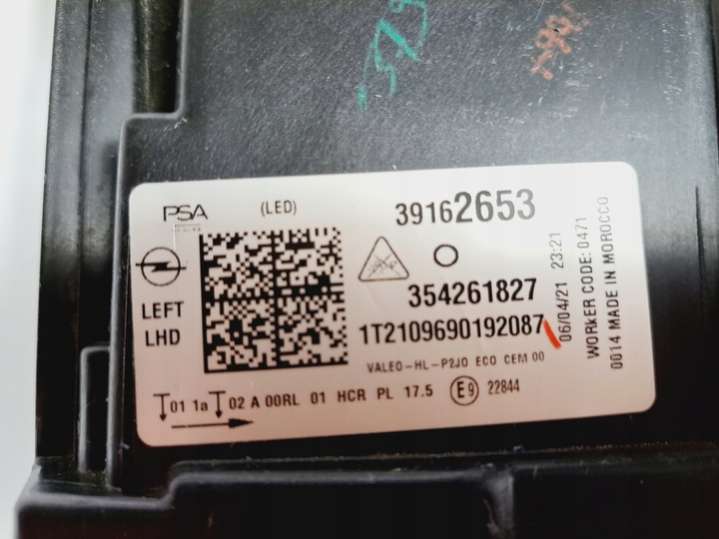 PSA
(LED)
39162653
LEFT
LHD
354261827
1T2109690192087
VALEO-HL-P2JO ECO CEM 00
01 1a 02 A 00RL 01 HCR PL 17.5 E9 22844
06/04/21 23:21
WORKER CODE: 0471
0014 MADE IN MOROCCO